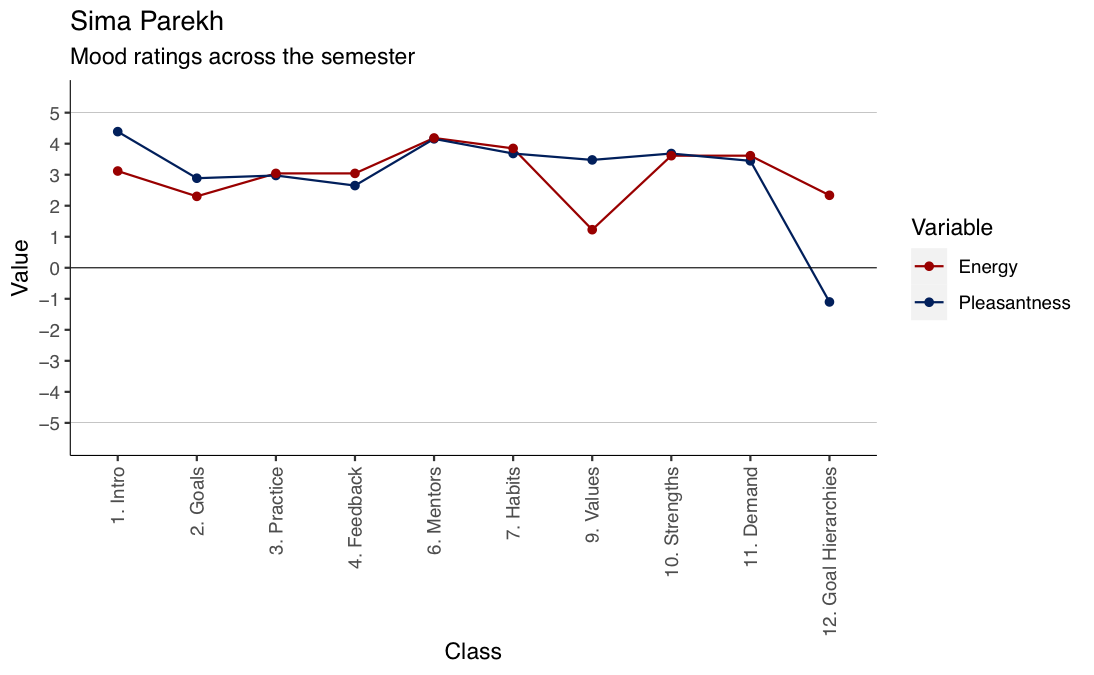 Sima Parekh
Mood ratings across the semester
Value
5
4
3
2
1
0
−1
−2
−3
−4
−5
1. Intro
2. Goals
3. Practice
4. Feedback
6. Mentors
7. Habits
9. Values
10. Strengths
11. Demand
12. Goal Hierarchies
Class
Variable
Energy
Pleasantness